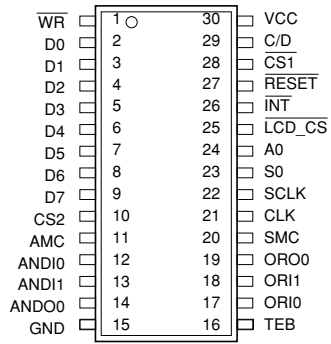 WR 1 30 VCC
D0 2 29 C/D
D1 3 28 CS1
D2 4 27 RESET
D3 5 26 INT
D4 6 25 LCD_CS
D5 7 24 A0
D6 8 23 S0
D7 9 22 SCLK
CS2 10 21 CLK
AMC 11 20 SMC
ANDI0 12 19 ORO0
ANDI1 13 18 ORI1
ANDO0 14 17 ORI0
GND 15 16 TEB